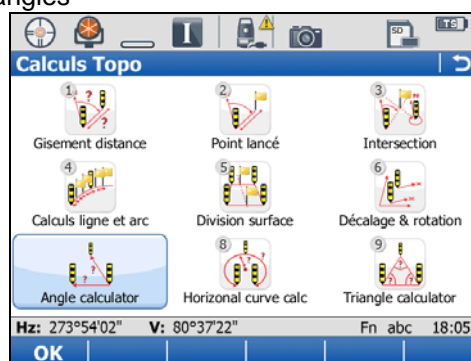 angles
I
SD
TS
Calculs Topo
1 2 3
Gisement distance Point lancé Intersection
4 5 6
Calculs ligne et arc Division surface Décalage & rotation
8 9
Angle calculator Horizonal curve calc Triangle calculator
Hz: 273°54'02" V: 80°37'22" Fn abc 18:05
OK